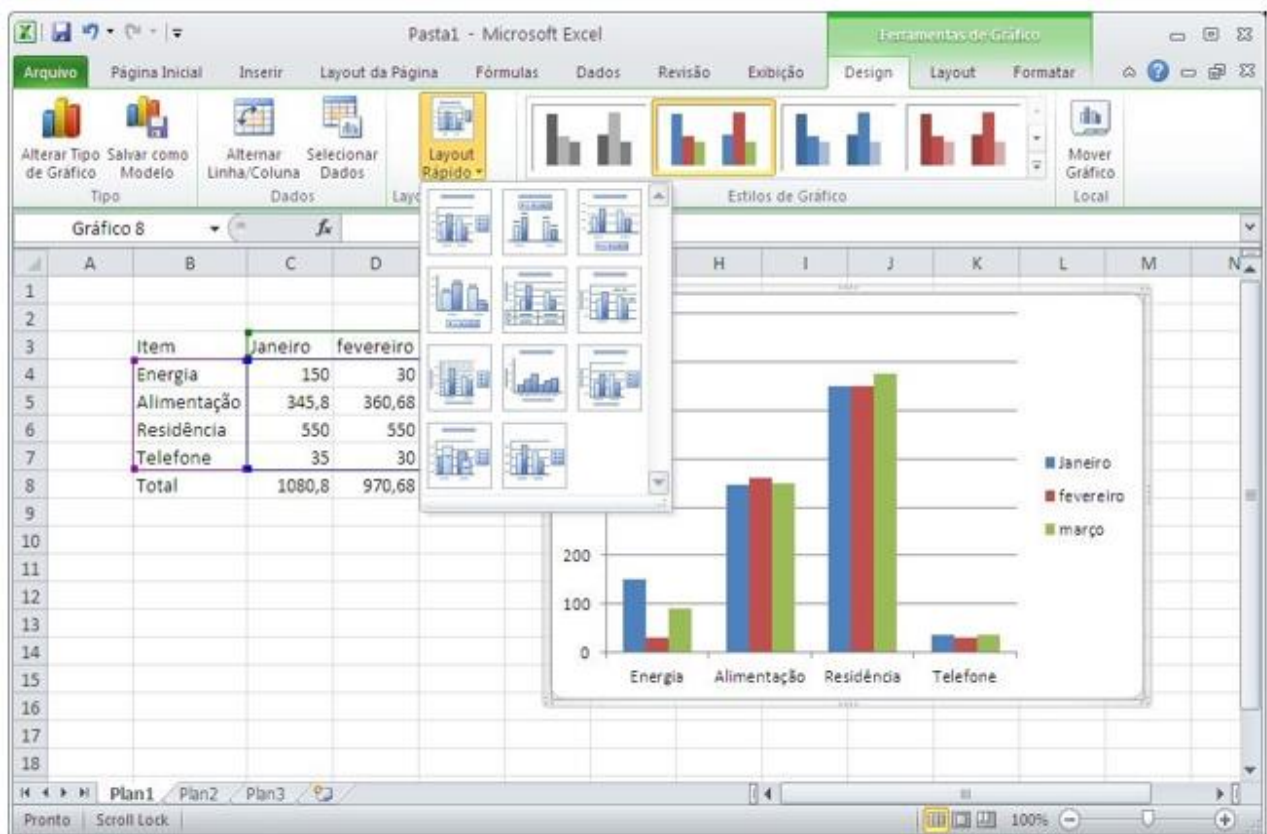 Pasta1 - Microsoft Excel
Ferramentas de Gráfico
Arquivo Página Inicial Inserir Layout da Página Fórmulas Dados Revisão Exibição Design Layout Formatar
Alterar Tipo de Gráfico
Salvar como Modelo
Alternar Linha/Coluna
Selecionar Dados
Layout Rápido
Mover Gráfico
Tipo Dados Layo Estilos de Gráfico Local
Gráfico 8 fx
A B C D H I J K L M N
1
2
3 Item Janeiro fevereiro
4 Energia 150 30
5 Alimentação 345,8 360,68
6 Residência 550 550
7 Telefone 35 30
8 Total 1080,8 970,68
9
10
11
12
13
14
15
16
17
18
200
100
0
Energia Alimentação Residência Telefone
Janeiro
fevereiro
março
Plan1 Plan2 Plan3
Pronto Scroll Lock 100%